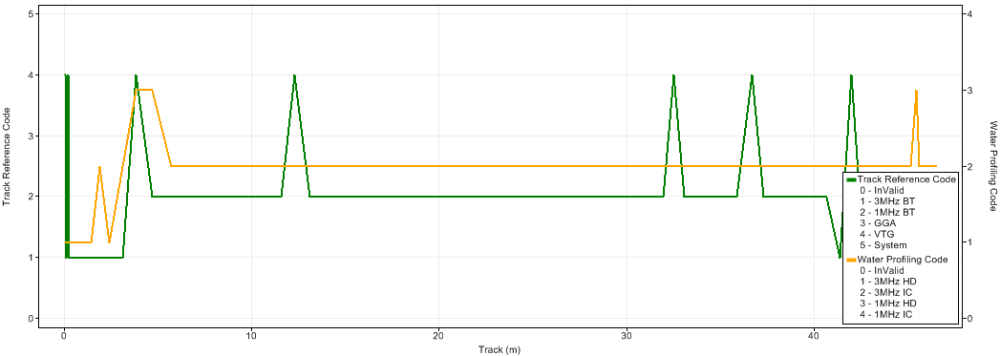 5
4
3
2
1
0
Track Reference Code
4
3
2
1
0
Water Profiling Code
Track Reference Code
0 - InValid
1 - 3MHz BT
2 - 1MHz BT
3 - GGA
4 - VTG
5 - System
Water Profiling Code
0 - InValid
1 - 3MHz HD
2 - 3MHz IC
3 - 1MHz HD
4 - 1MHz IC
0 10 20 30 40
Track (m)